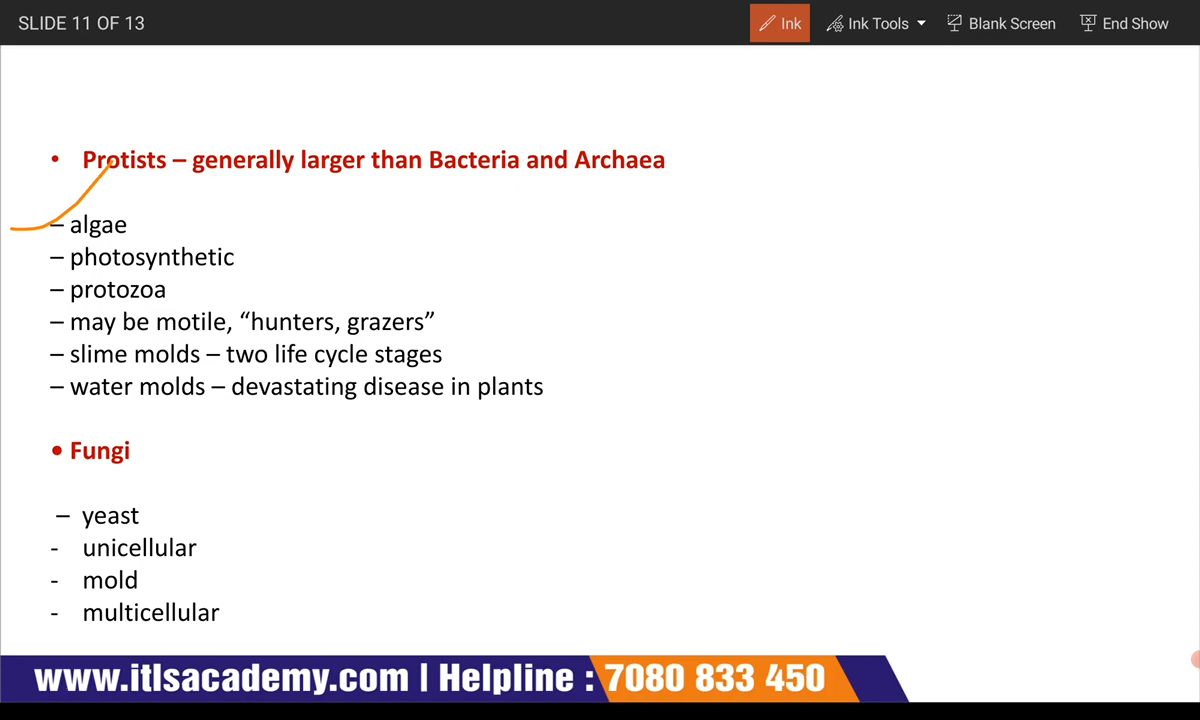 SLIDE 11 OF 13
Ink
Ink Tools
Blank Screen
End Show
• Protists – generally larger than Bacteria and Archaea
– algae
– photosynthetic
– protozoa
– may be motile, “hunters, grazers”
– slime molds – two life cycle stages
– water molds – devastating disease in plants
• Fungi
– yeast
- unicellular
- mold
- multicellular
www.itlsacademy.com | Helpline : 7080 833 450